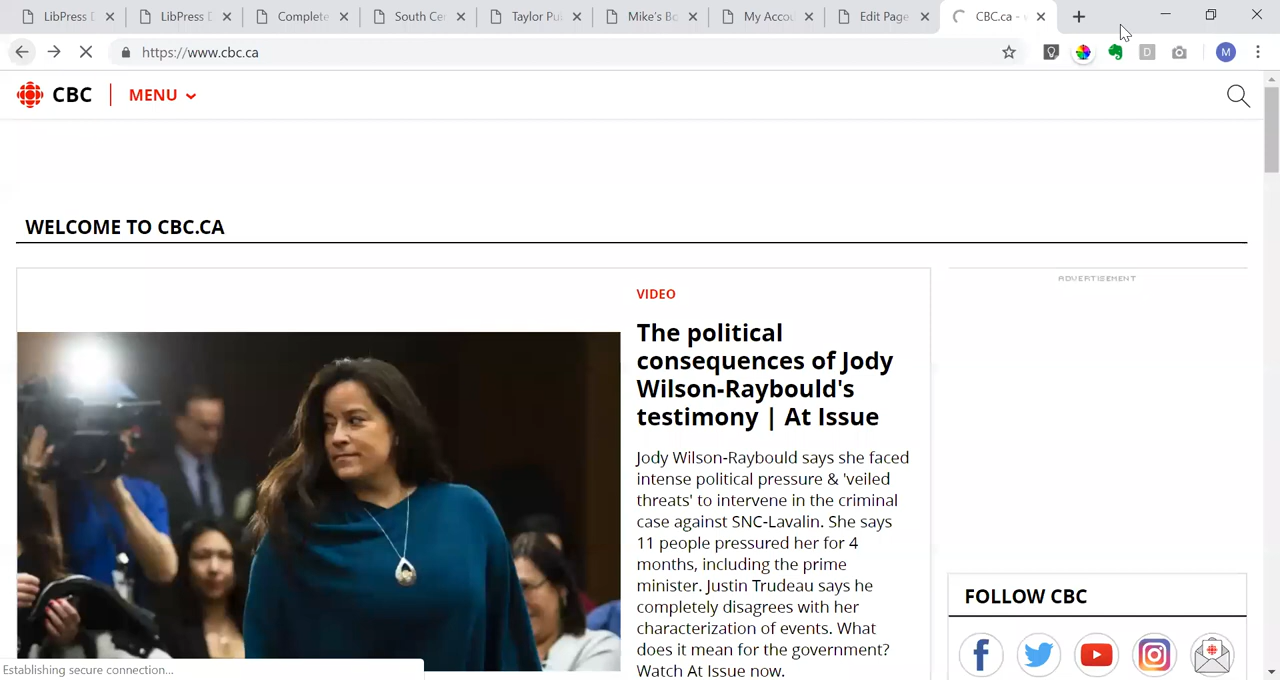 LibPress D
LibPress D
Complete
South Cer
Taylor Pu
Mike's Bo
My Accou
Edit Page
CBC.ca -
https://www.cbc.ca
D
M
CBC
MENU
WELCOME TO CBC.CA
ADVERTISEMENT
VIDEO
The political
consequences of Jody
Wilson-Raybould's
testimony | At Issue
Jody Wilson-Raybould says she faced
intense political pressure & 'veiled
threats' to intervene in the criminal
case against SNC-Lavalin. She says
11 people pressured her for 4
months, including the prime
minister. Justin Trudeau says he
completely disagrees with her
characterization of events. What
does it mean for the government?
Watch At Issue now.
FOLLOW CBC
Establishing secure connection...